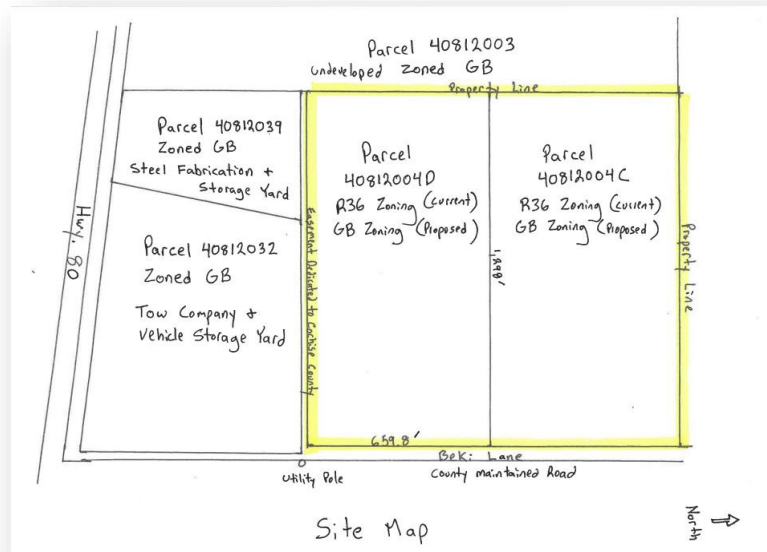 Parcel 40812003
undeveloped Zoned GB
Property Line
Parcel 40812039
Zoned GB
Steel Fabrication +
Storage Yard
Parcel
40812004D
R36 Zoning (current)
GB Zoning (Proposed)
Parcel
40812004C
R36 Zoning (current)
GB Zoning (Proposed)
Hwy. 80
Parcel 40812032
Zoned GB
Tow Company +
Vehicle Storage Yard
Easement Dedicated to Cochise County
1,898'
Property Line
659.8'
Beki Lane
Utility Pole
County maintained Road
North
Site Map